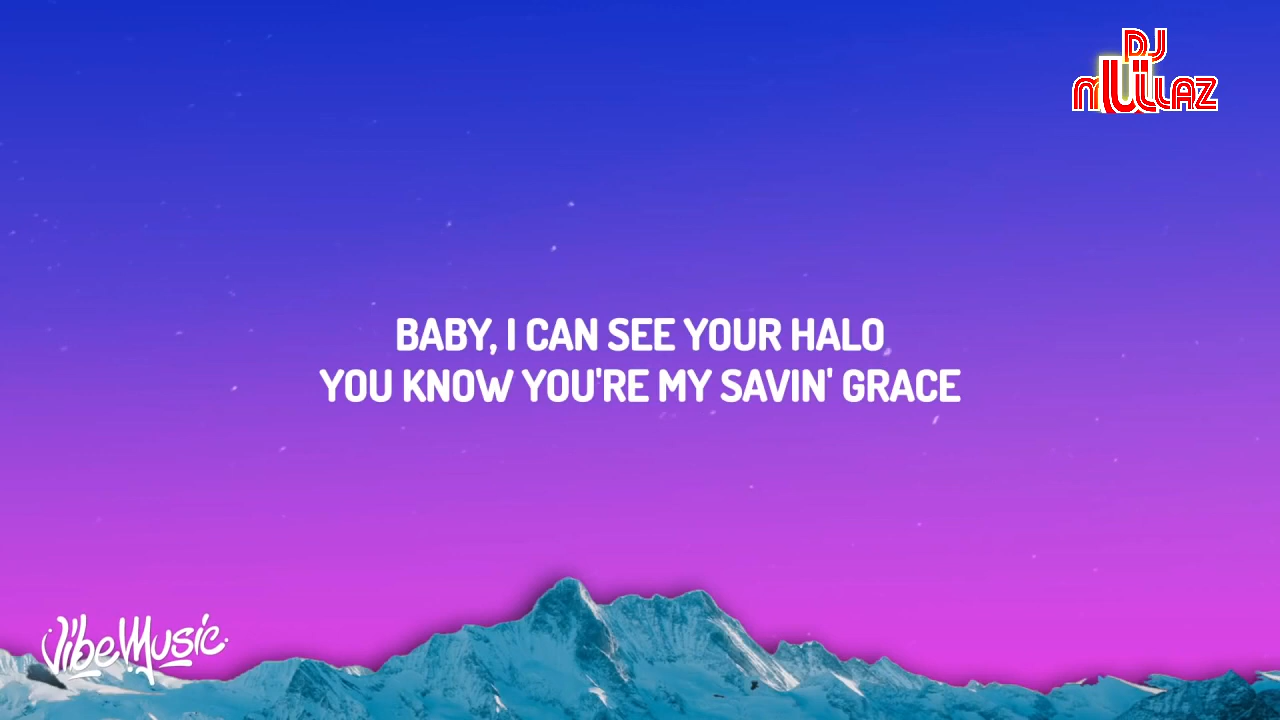 DJ
MULLAZ
BABY, I CAN SEE YOUR HALO
YOU KNOW YOU'RE MY SAVIN' GRACE
VibeMusic